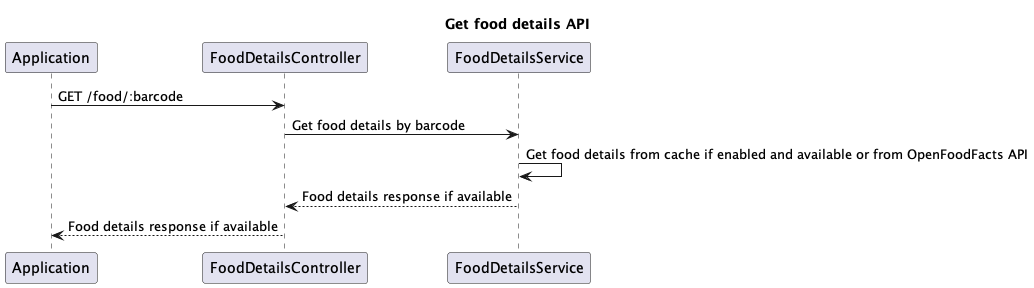 Get food details API
Application
FoodDetailsController
FoodDetailsService
GET /food/:barcode
Get food details by barcode
Get food details from cache if enabled and available or from OpenFoodFacts API
Food details response if available
Food details response if available
Application
FoodDetailsController
FoodDetailsService